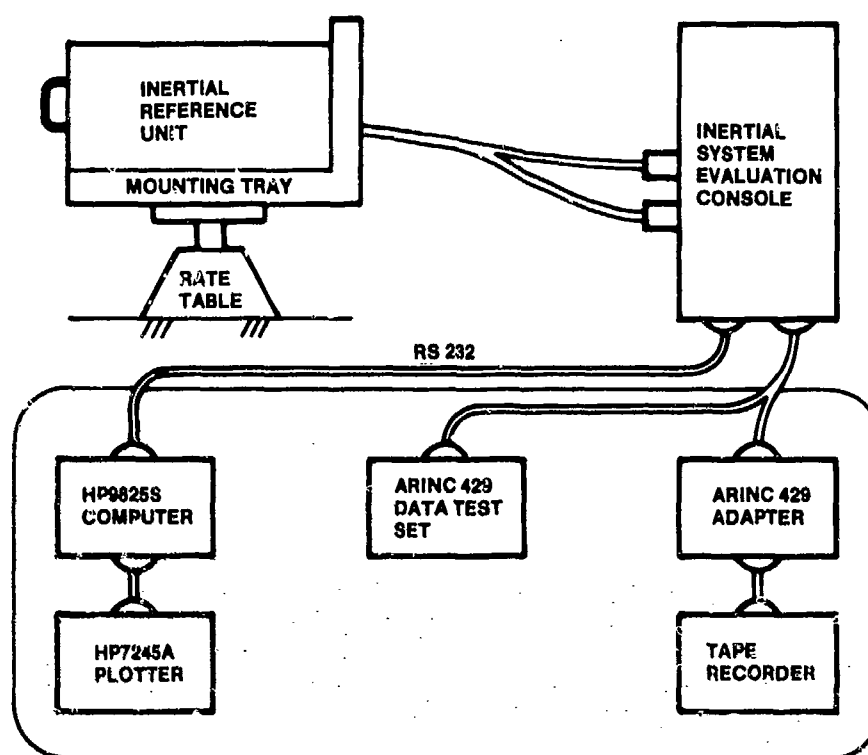 INERTIAL
REFERENCE
UNIT
MOUNTING TRAY
RATE
TABLE
INERTIAL
SYSTEM
EVALUATION
CONSOLE
RS 232
HP9825S
COMPUTER
ARINC 429
DATA TEST
SET
ARINC 429
ADAPTER
HP7245A
PLOTTER
TAPE
RECORDER